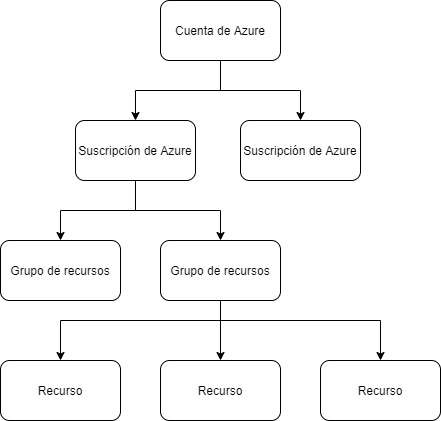 Cuenta de Azure
Suscripción de Azure
Suscripción de Azure
Grupo de recursos
Grupo de recursos
Recurso
Recurso
Recurso